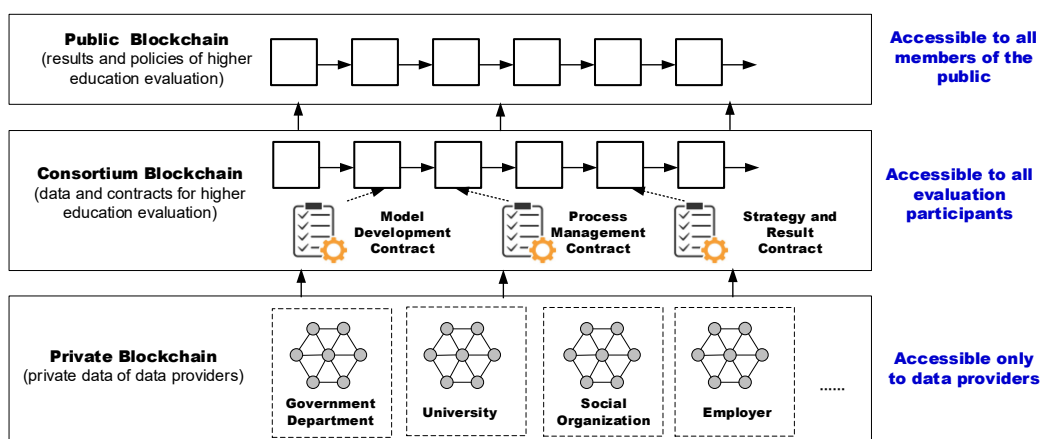 Public Blockchain
(results and policies of higher
education evaluation)
Accessible to all
members of the
public
Consortium Blockchain
(data and contracts for higher
education evaluation)
Model
Development
Contract
Process
Management
Contract
Strategy and
Result
Contract
Accessible to all
evaluation
participants
Private Blockchain
(private data of data providers)
Government
Department
University
Social
Organization
Employer
......
Accessible only
to data providers